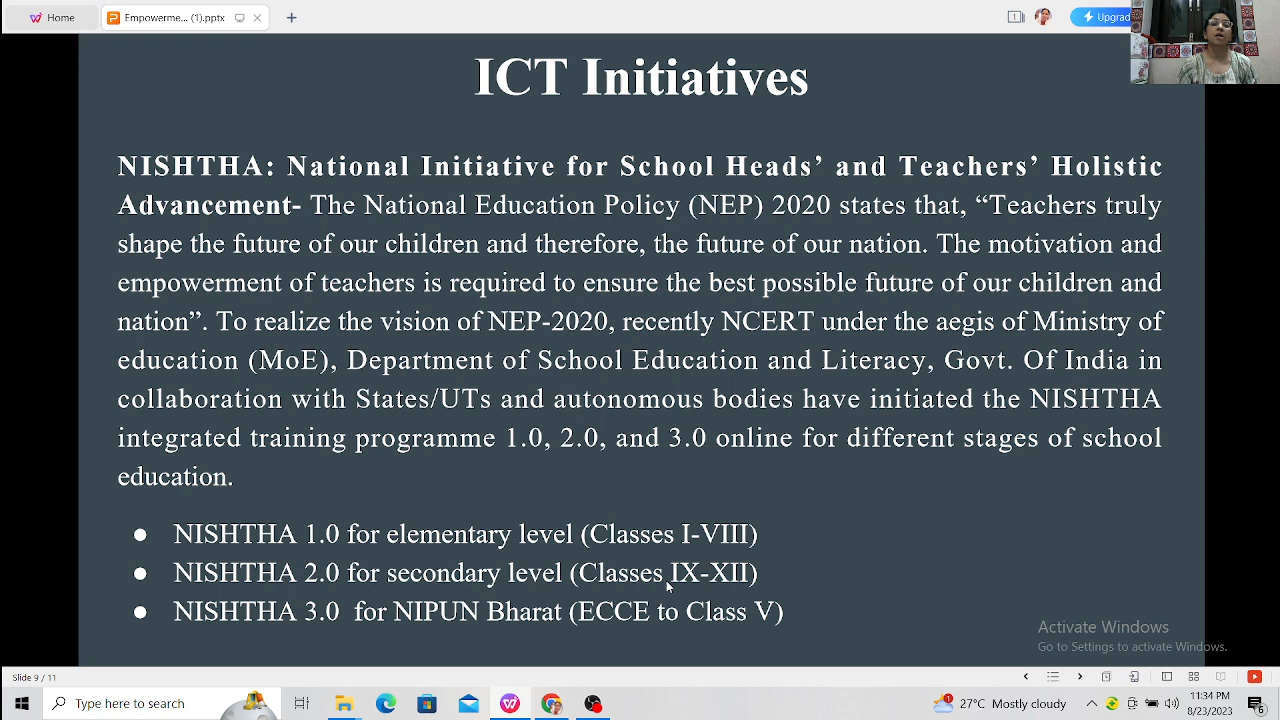 Home
Empowerme... (1).pptx
Upgrad
ICT Initiatives
NISHTHA: National Initiative for School Heads’ and Teachers’ Holistic
Advancement- The National Education Policy (NEP) 2020 states that, “Teachers truly
shape the future of our children and therefore, the future of our nation. The motivation and
empowerment of teachers is required to ensure the best possible future of our children and
nation”. To realize the vision of NEP-2020, recently NCERT under the aegis of Ministry of
education (MoE), Department of School Education and Literacy, Govt. Of India in
collaboration with States/UTs and autonomous bodies have initiated the NISHTHA
integrated training programme 1.0, 2.0, and 3.0 online for different stages of school
education.
● NISHTHA 1.0 for elementary level (Classes I-VIII)
● NISHTHA 2.0 for secondary level (Classes IX-XII)
● NISHTHA 3.0 for NIPUN Bharat (ECCE to Class V)
Activate Windows
Go to Settings to activate Windows.
Slide 9 / 11
Type here to search
27°C Mostly cloudy
11:34 PM
8/23/2023